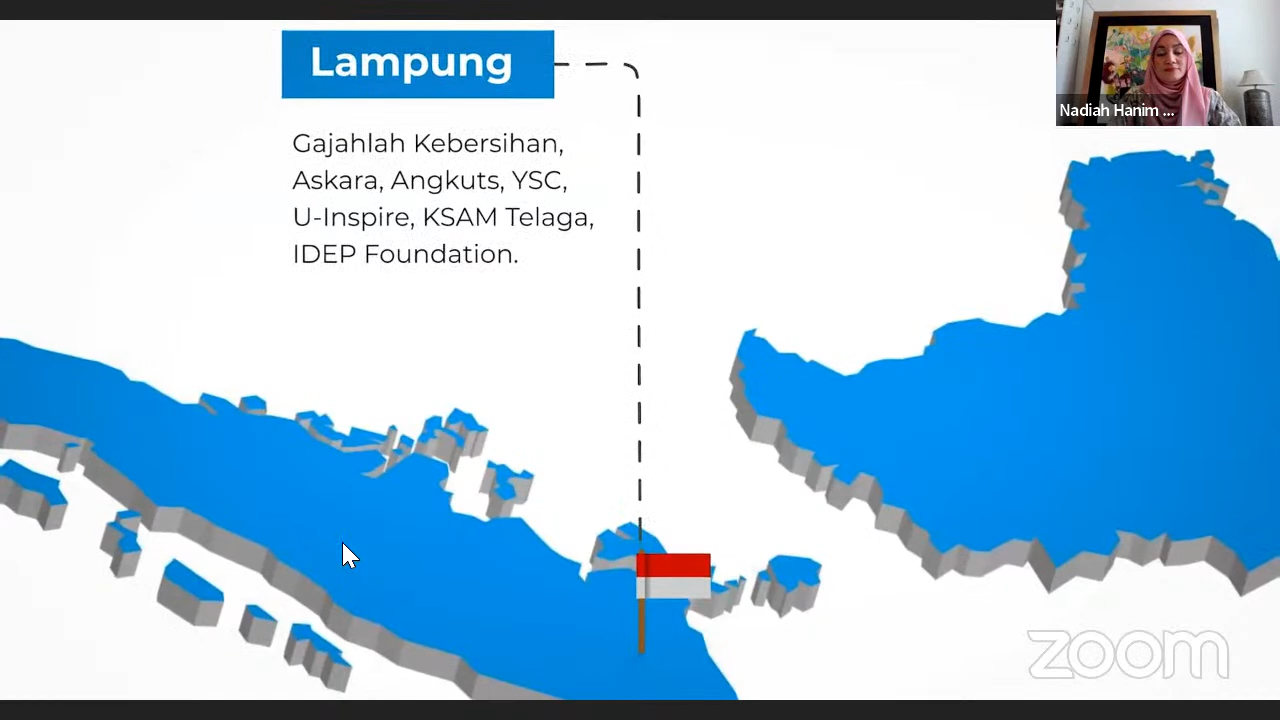 Lampung
Nadiah Hanim ...
Gajahlah Kebersihan,
Askara, Angkuts, YSC,
U-Inspire, KSAM Telaga,
IDEP Foundation.
zoom